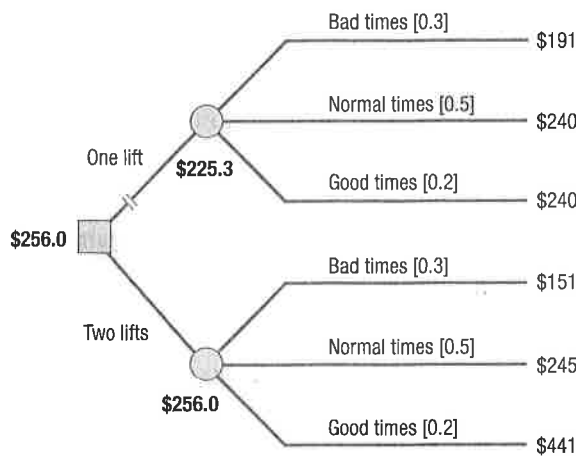 Bad times [0.3]
$191
Normal times [0.5]
$240
One lift
$225.3
Good times [0.2]
$240
$256.0
Bad times [0.3]
$151
Two lifts
Normal times [0.5]
$245
$256.0
Good times [0.2]
$441